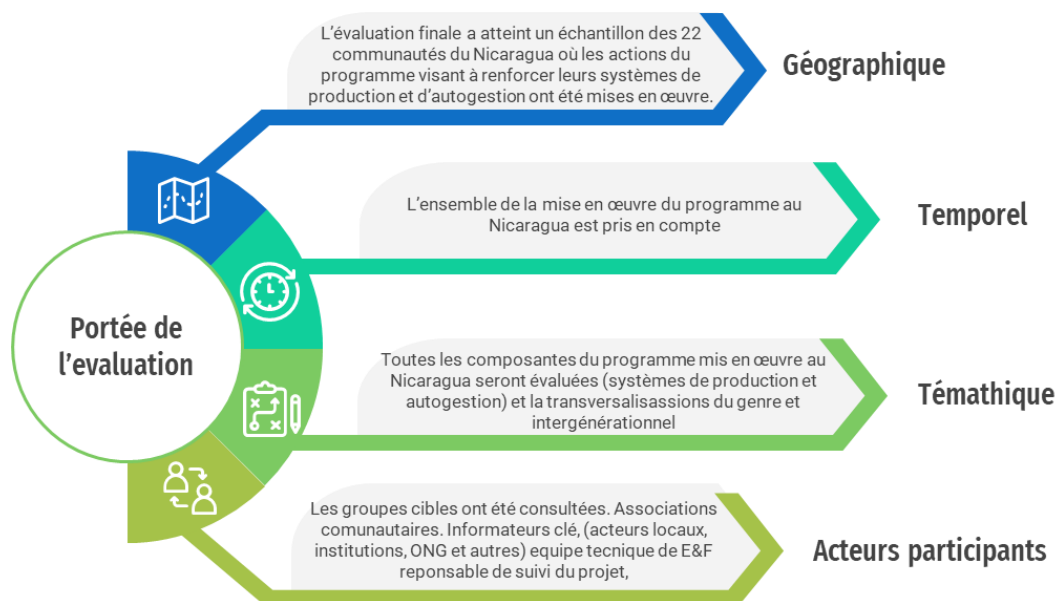 Portée de
l’evaluation
L’évaluation finale a atteint un échantillon des 22
communautés du Nicaragua où les actions du
programme visant à renforcer leurs systèmes de
production et d’autogestion ont été mises en œuvre.
Géographique
L’ensemble de la mise en œuvre du programme au
Nicaragua est pris en compte
Temporel
Toutes les composantes du programme mis en œuvre au
Nicaragua seront évaluées (systèmes de production et
autogestion) et la transversalisassions du genre et
intergénérationnel
Témathique
Les groupes cibles ont été consultées. Associations
comunautaires. Informateurs clé, (acteurs locaux,
institutions, ONG et autres) equipe tecnique de E&F
reponsable de suivi du projet,
Acteurs participants